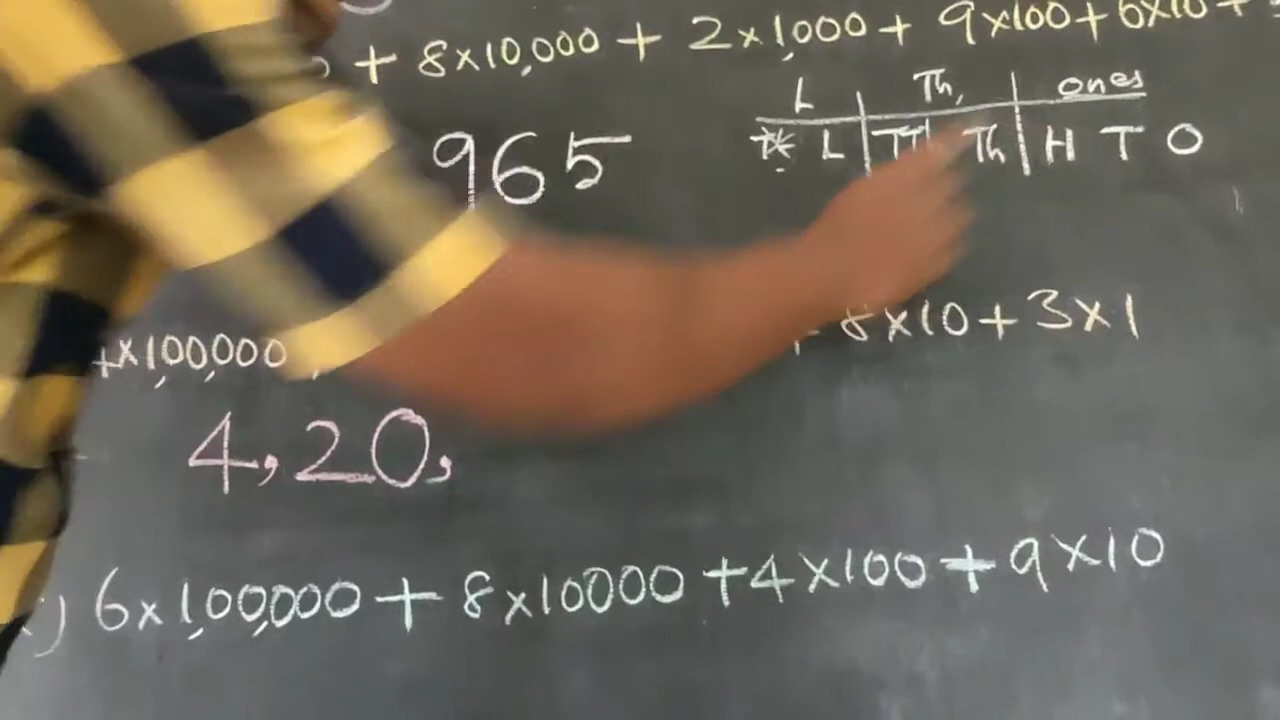 + 8×10,000 + 2×1,000 + 9×100 + 6×10 +
L Th, ones
L Th H T O
965
+×1,00,000 8×10 + 3×1
4,20,
) 6×1,00,000 + 8×10000 + 4×100 + 9×10